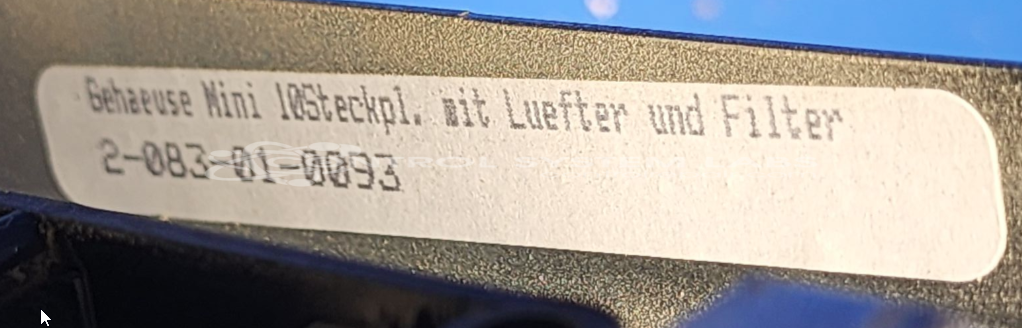 Gehaeuse Mini 10Steckpl. mit Luefter und Filter
2-083-01-0093